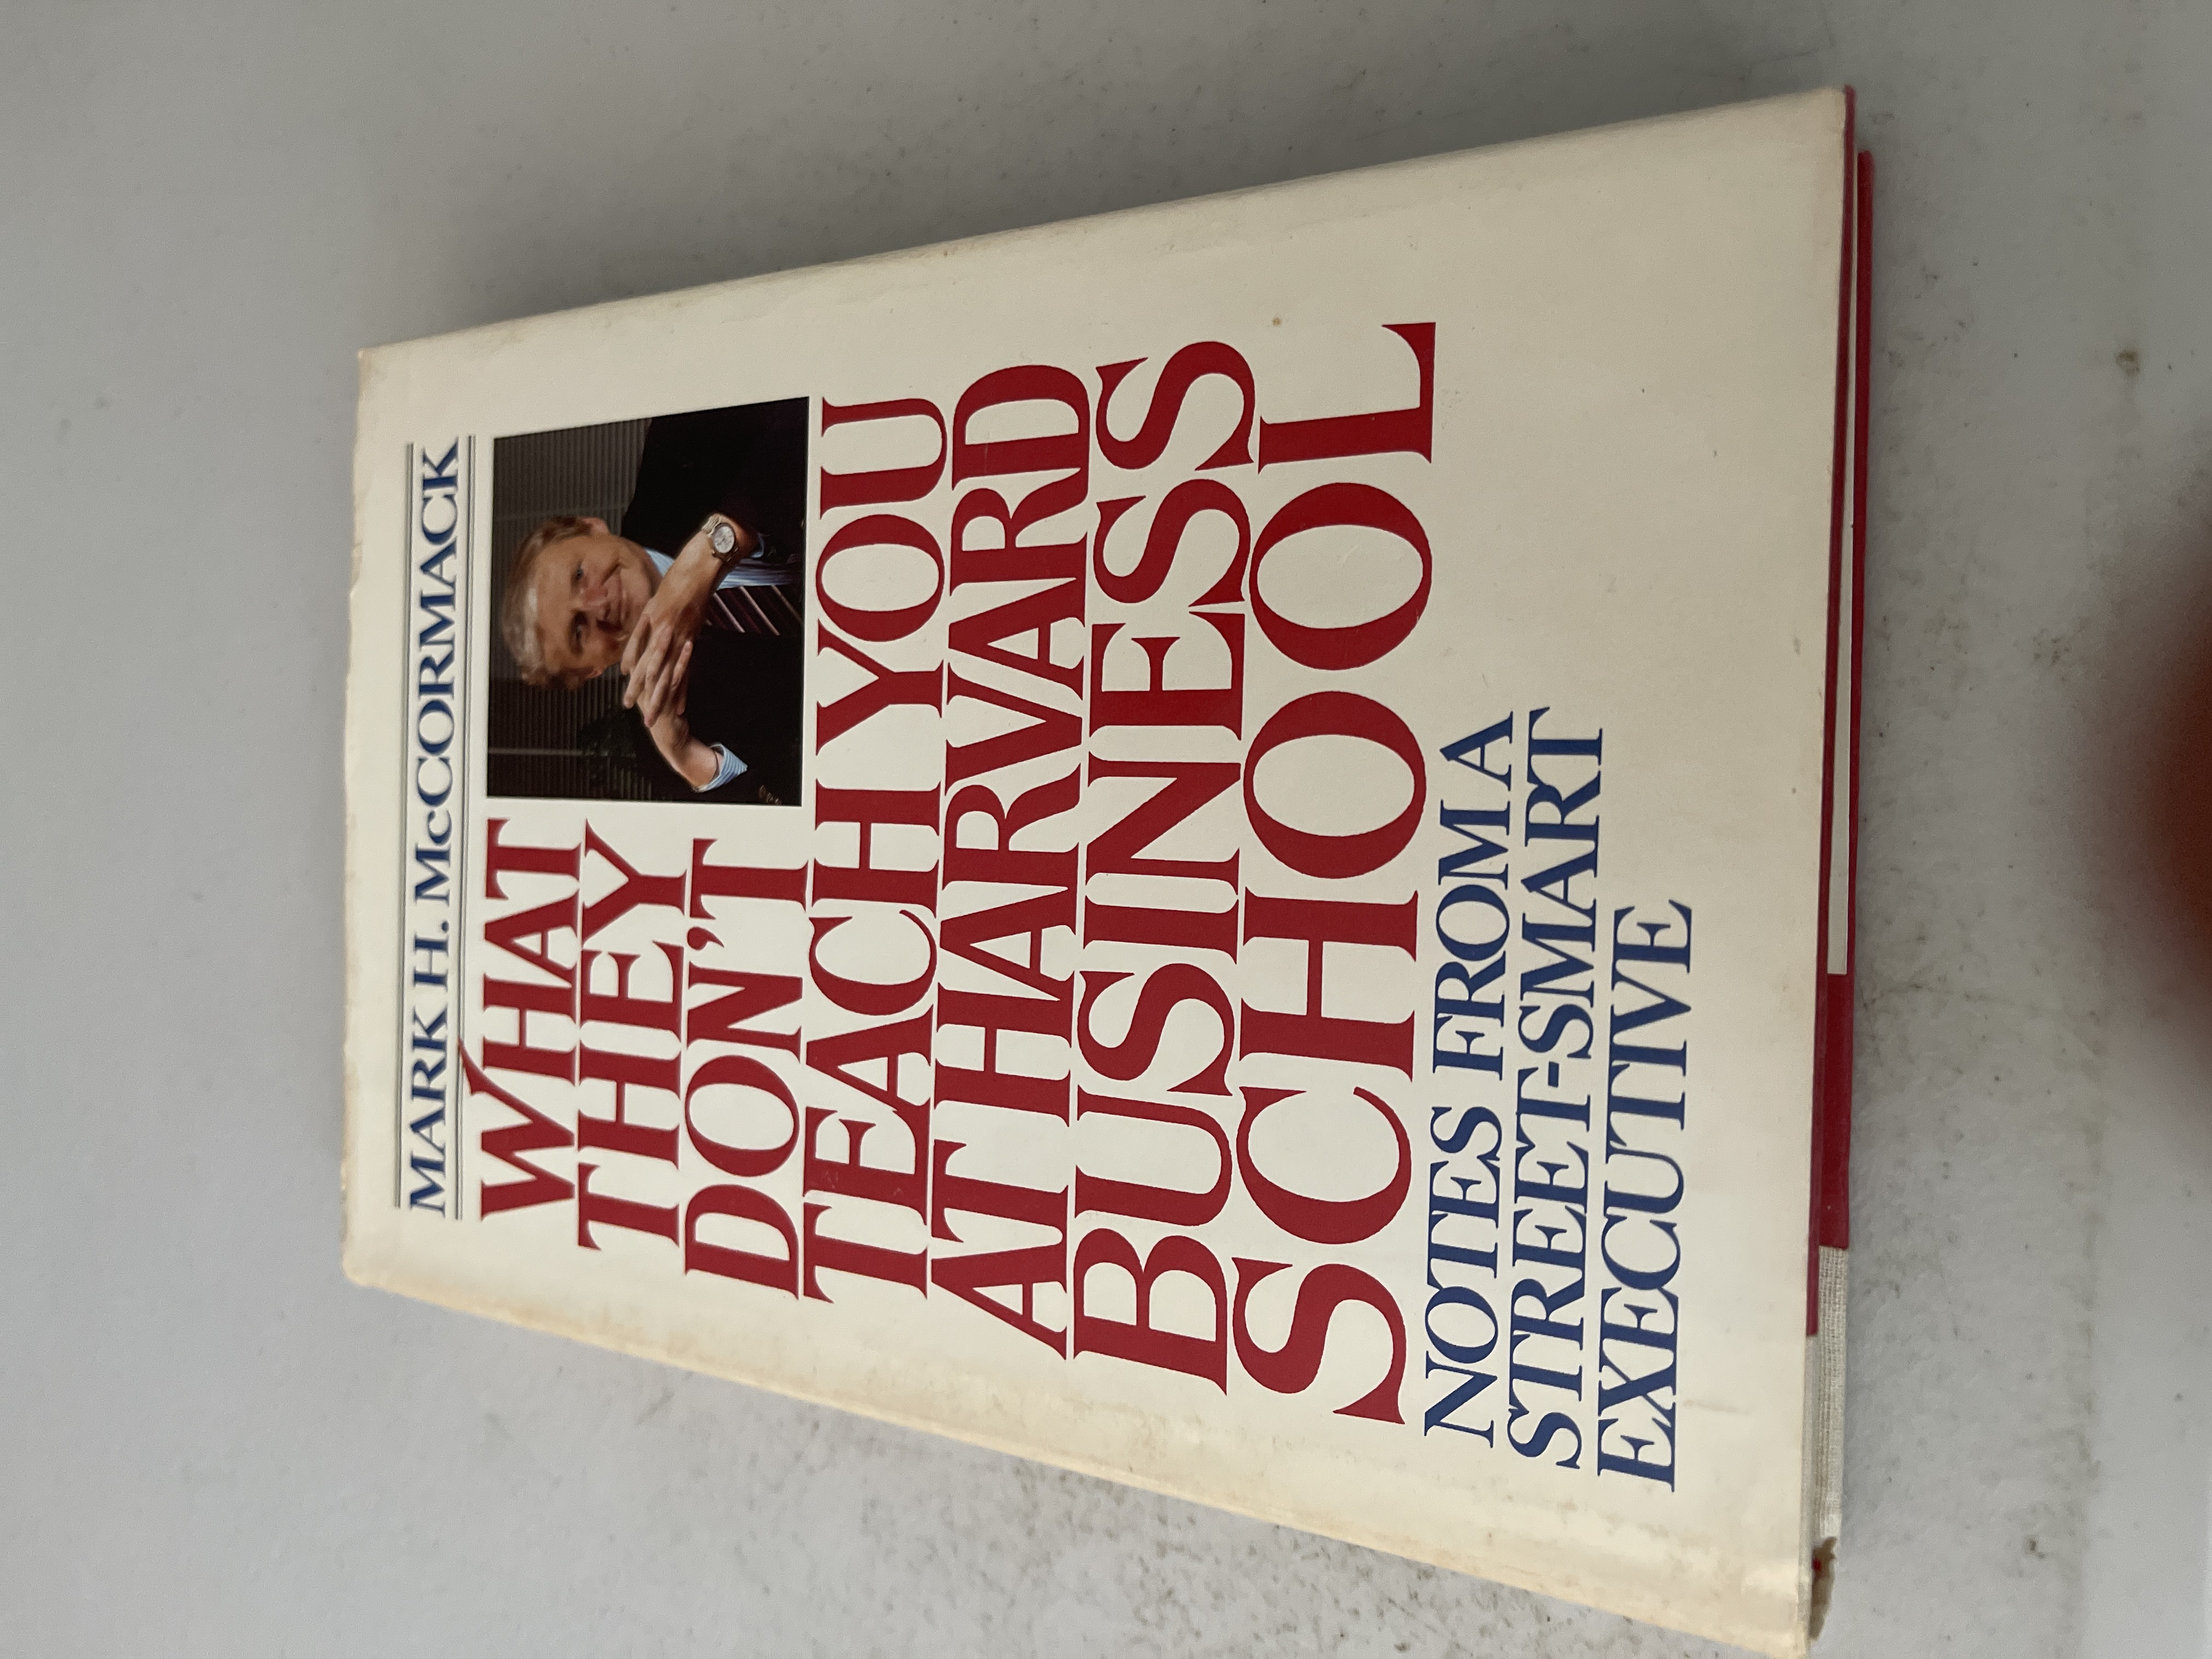 MARK H. McCORMACK
WHAT
THEY
DON'T
TEACH YOU
AT HARVARD
BUSINESS
SCHOOL
NOTES FROM A
STREET-SMART
EXECUTIVE